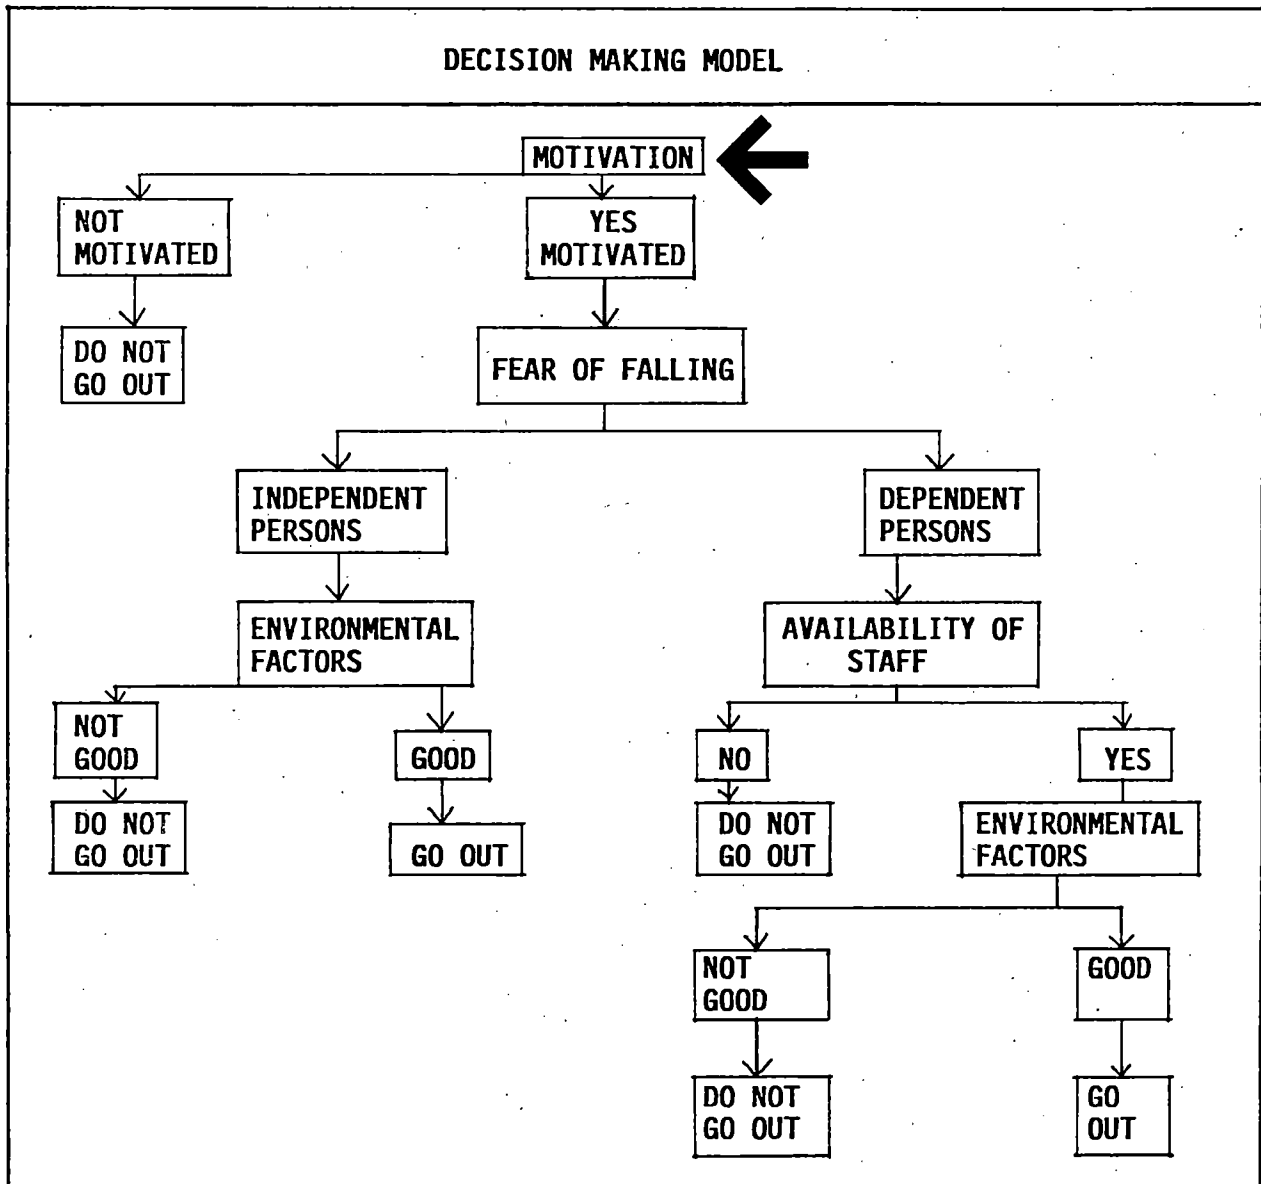 DECISION MAKING MODEL
MOTIVATION
NOT
MOTIVATED
YES
MOTIVATED
DO NOT
GO OUT
FEAR OF FALLING
INDEPENDENT
PERSONS
DEPENDENT
PERSONS
ENVIRONMENTAL
FACTORS
AVAILABILITY OF
STAFF
NOT
GOOD
GOOD
NO
YES
DO NOT
GO OUT
GO OUT
DO NOT
GO OUT
ENVIRONMENTAL
FACTORS
NOT
GOOD
GOOD
DO NOT
GO OUT
GO
OUT